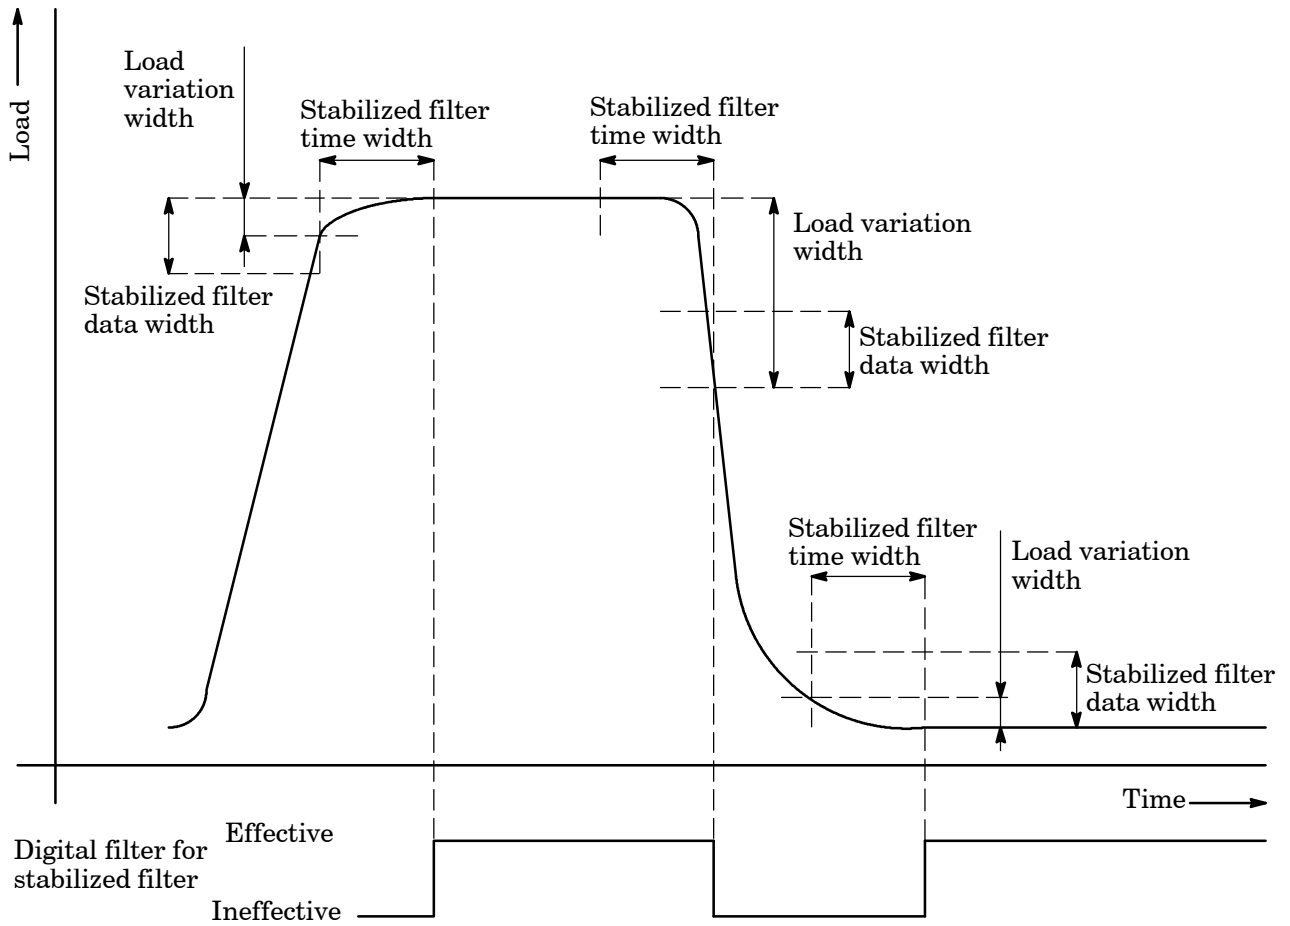 Load
Load
variation
width
Stabilized filter
time width
Stabilized filter
time width
Load variation
width
Stabilized filter
data width
Stabilized filter
data width
Stabilized filter
time width
Load variation
width
Stabilized filter
data width
Time
Effective
Digital filter for
stabilized filter
Ineffective